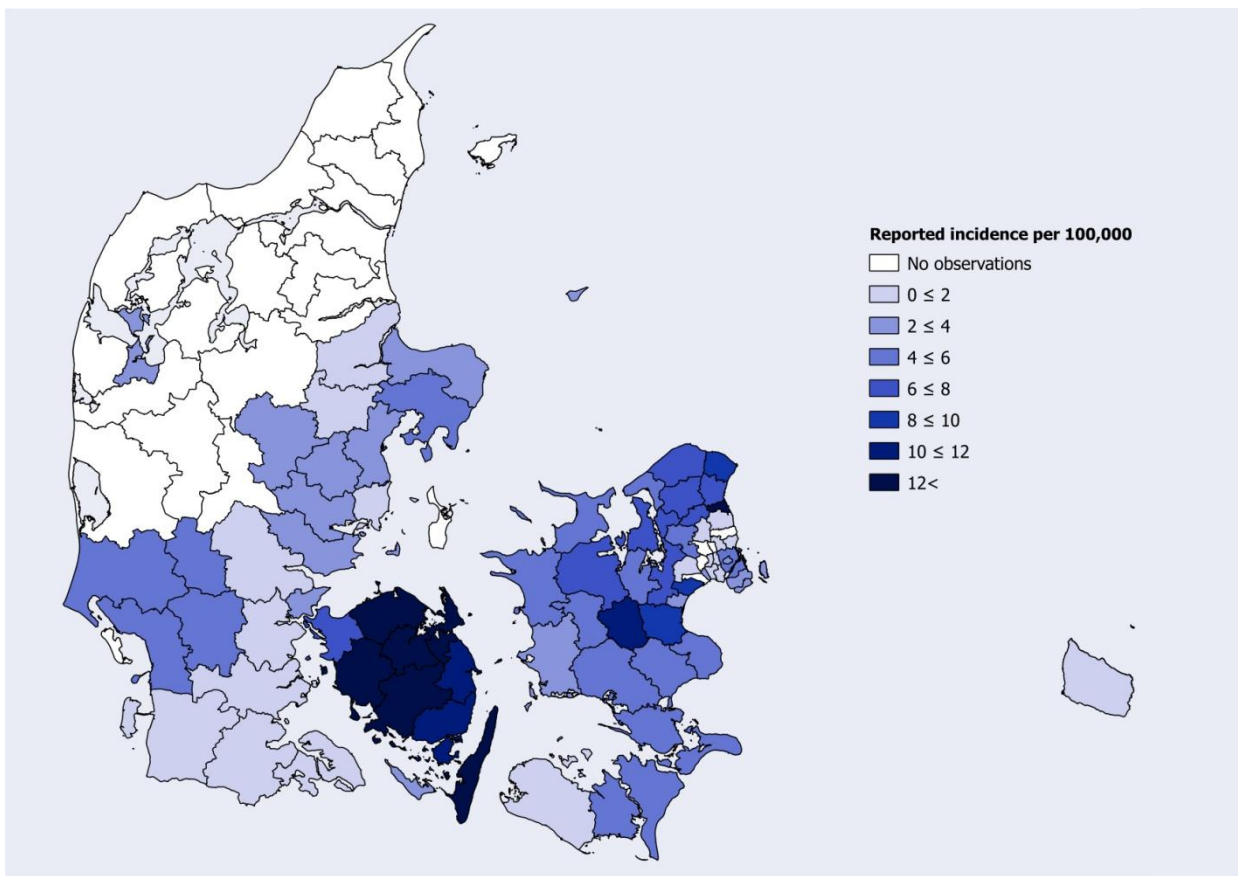 Reported incidence per 100,000
No observations
0 ≤ 2
2 ≤ 4
4 ≤ 6
6 ≤ 8
8 ≤ 10
10 ≤ 12
12<